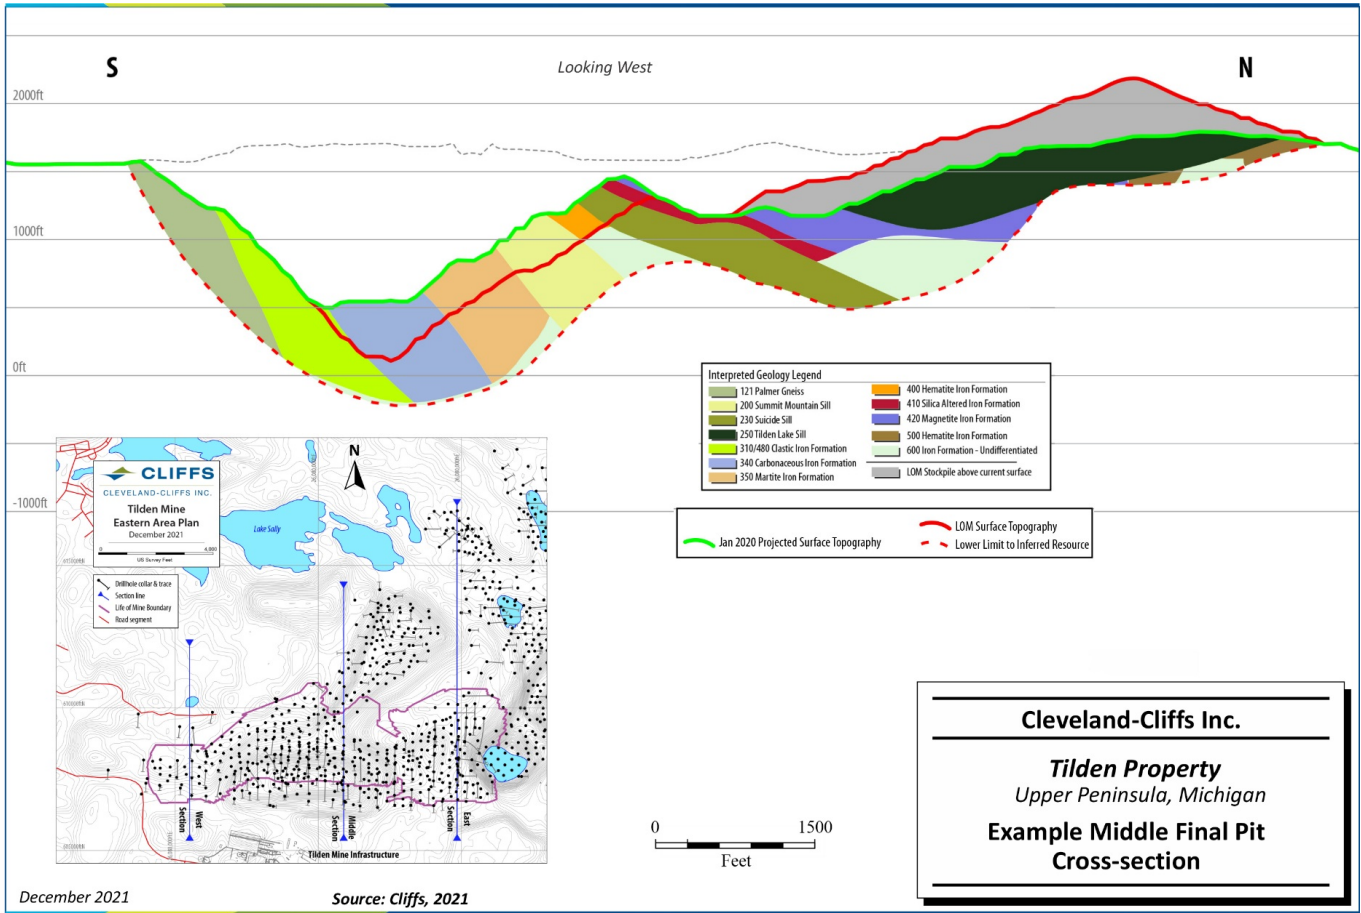 S
Looking West
N
2000ft
1000ft
0ft
-1000ft
Interpreted Geology Legend
121 Palmer Gneiss
200 Summit Mountain Sill
230 Suicide Sill
250 Tilden Lake Sill
310/480 Clastic Iron Formation
340 Carbonaceous Iron Formation
350 Martite Iron Formation
400 Hematite Iron Formation
410 Silica Altered Iron Formation
420 Magnetite Iron Formation
500 Hematite Iron Formation
600 Iron Formation - Undifferentiated
LOM Stockpile above current surface
Jan 2020 Projected Surface Topography
LOM Surface Topography
Lower Limit to Inferred Resource
CLIFFS
CLEVELAND-CLIFFS INC.
Tilden Mine
Eastern Area Plan
December 2021
0 4,000
US Survey Feet
Drillhole collar & trace
Section line
Life of Mine Boundary
Road segment
N
Lake Sally
West
Section
Middle
Section
East
Section
Tilden Mine Infrastructure
0 1500
Feet
Cleveland-Cliffs Inc.
Tilden Property
Upper Peninsula, Michigan
Example Middle Final Pit
Cross-section
December 2021
Source: Cliffs, 2021